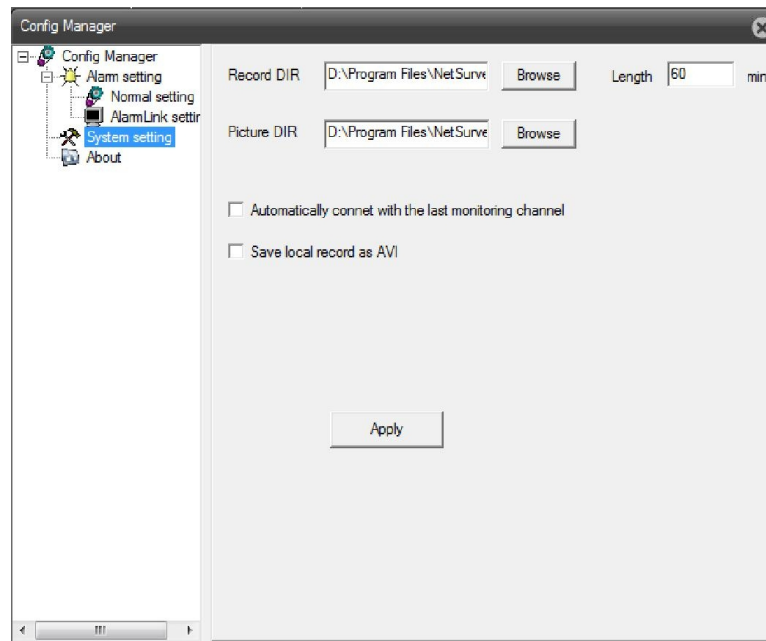 Config Manager
Config Manager
Alarm setting
Normal setting
AlarmLink settir
System setting
About
Record DIR D:\Program Files\NetSurve Browse Length 60 min
Picture DIR D:\Program Files\NetSurve Browse
Automatically connet with the last monitoring channel
Save local record as AVI
Apply